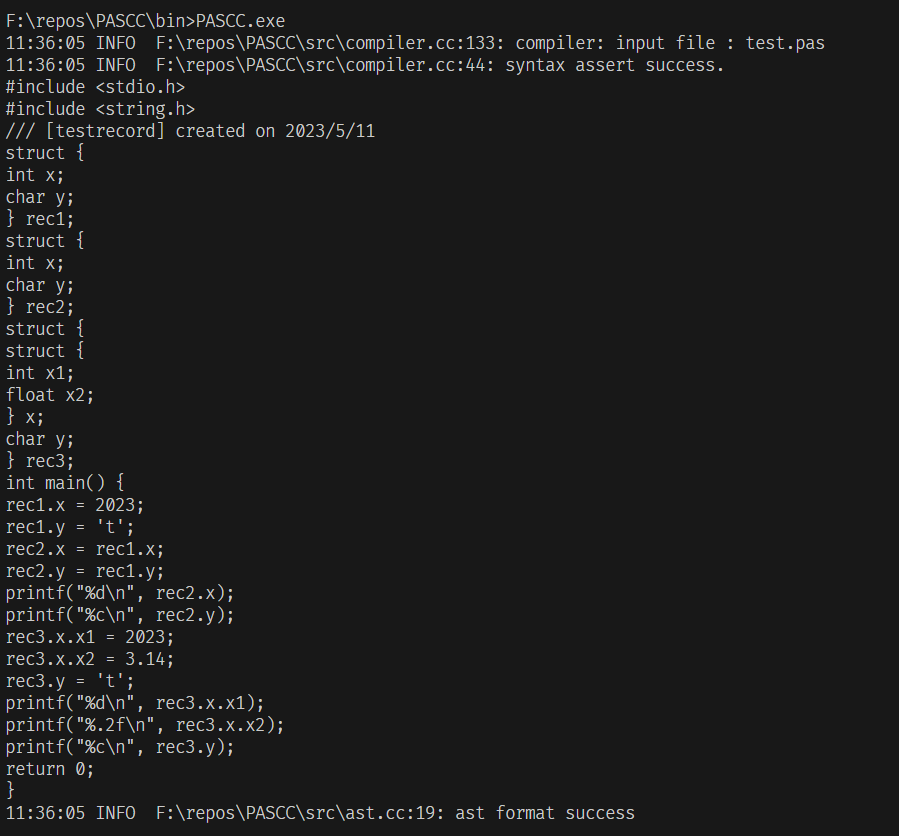 F:\repos\PASCC\bin>PASCC.exe
11:36:05 INFO  F:\repos\PASCC\src\compiler.cc:133: compiler: input file : test.pas
11:36:05 INFO  F:\repos\PASCC\src\compiler.cc:44: syntax assert success.
#include <stdio.h>
#include <string.h>
/// [testrecord] created on 2023/5/11
struct {
int x;
char y;
} rec1;
struct {
int x;
char y;
} rec2;
struct {
struct {
int x1;
float x2;
} x;
char y;
} rec3;
int main() {
rec1.x = 2023;
rec1.y = 't';
rec2.x = rec1.x;
rec2.y = rec1.y;
printf("%d\n", rec2.x);
printf("%c\n", rec2.y);
rec3.x.x1 = 2023;
rec3.x.x2 = 3.14;
rec3.y = 't';
printf("%d\n", rec3.x.x1);
printf("%.2f\n", rec3.x.x2);
printf("%c\n", rec3.y);
return 0;
}
11:36:05 INFO  F:\repos\PASCC\src\ast.cc:19: ast format success